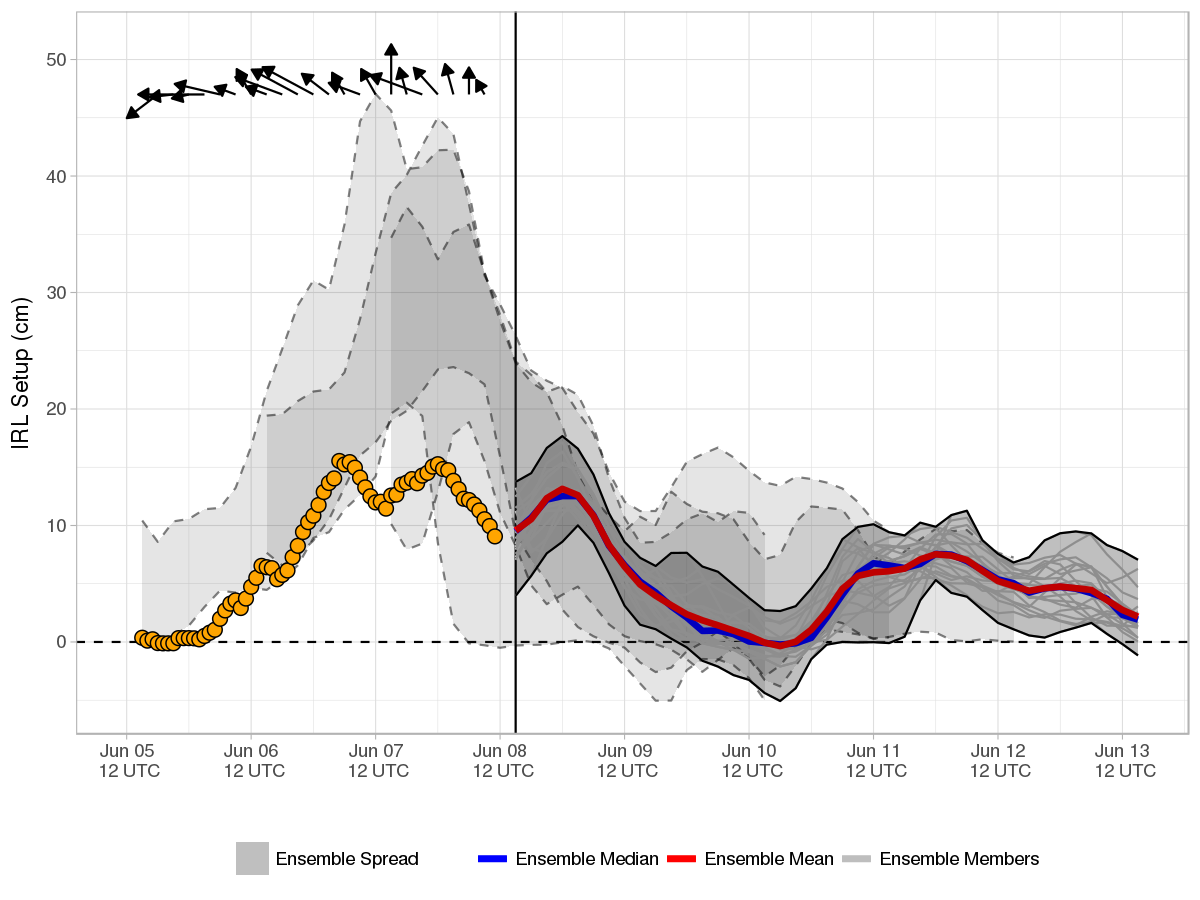 50
40
30
20
10
0
IRL Setup (cm)
Jun 05 Jun 06 Jun 07 Jun 08 Jun 09 Jun 10 Jun 11 Jun 12 Jun 13
12 UTC 12 UTC 12 UTC 12 UTC 12 UTC 12 UTC 12 UTC 12 UTC 12 UTC
Ensemble Spread Ensemble Median Ensemble Mean Ensemble Members